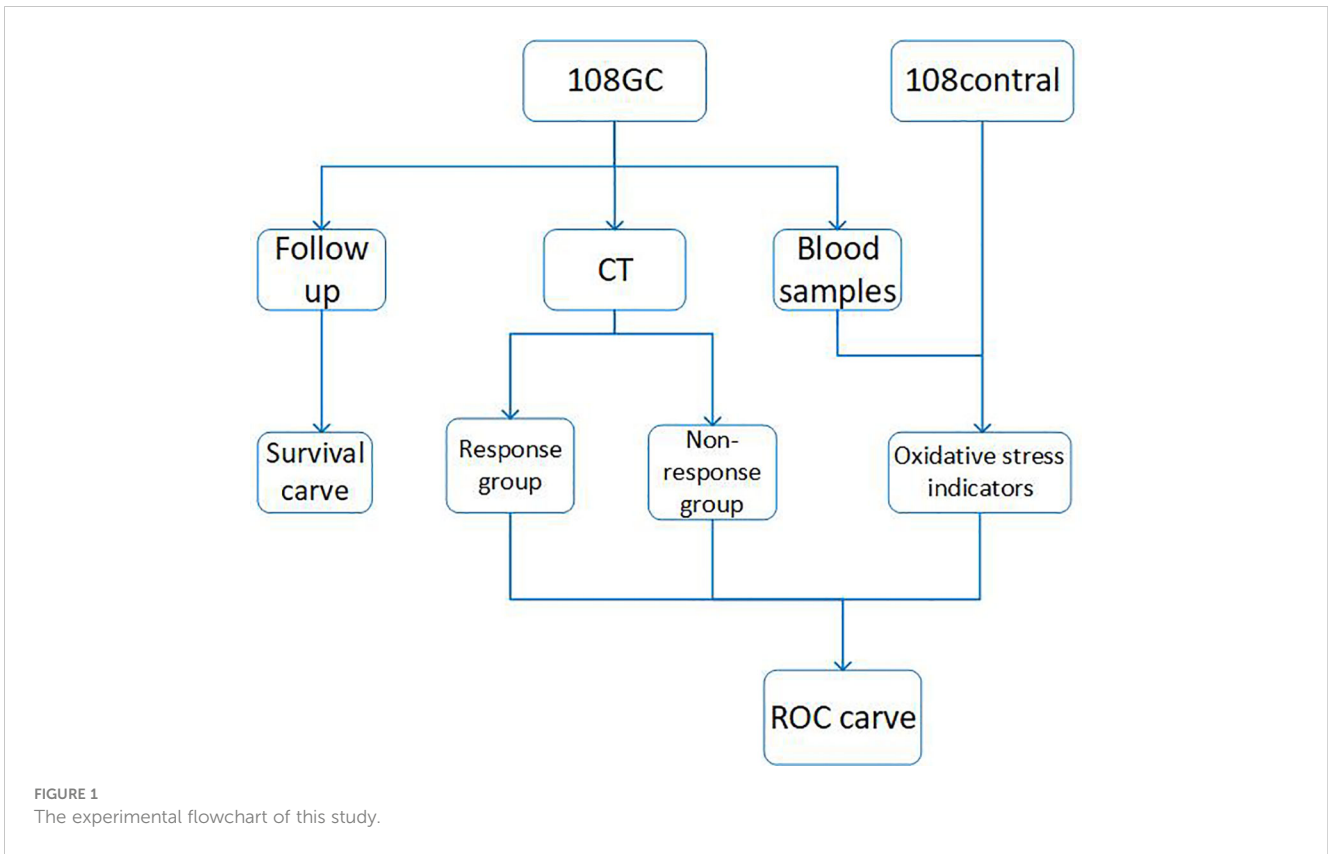 108GC
108contral
Follow
up
CT
Blood
samples
Survival
carve
Response
group
Non-
response
group
Oxidative stress
indicators
ROC carve
FIGURE 1
The experimental flowchart of this study.